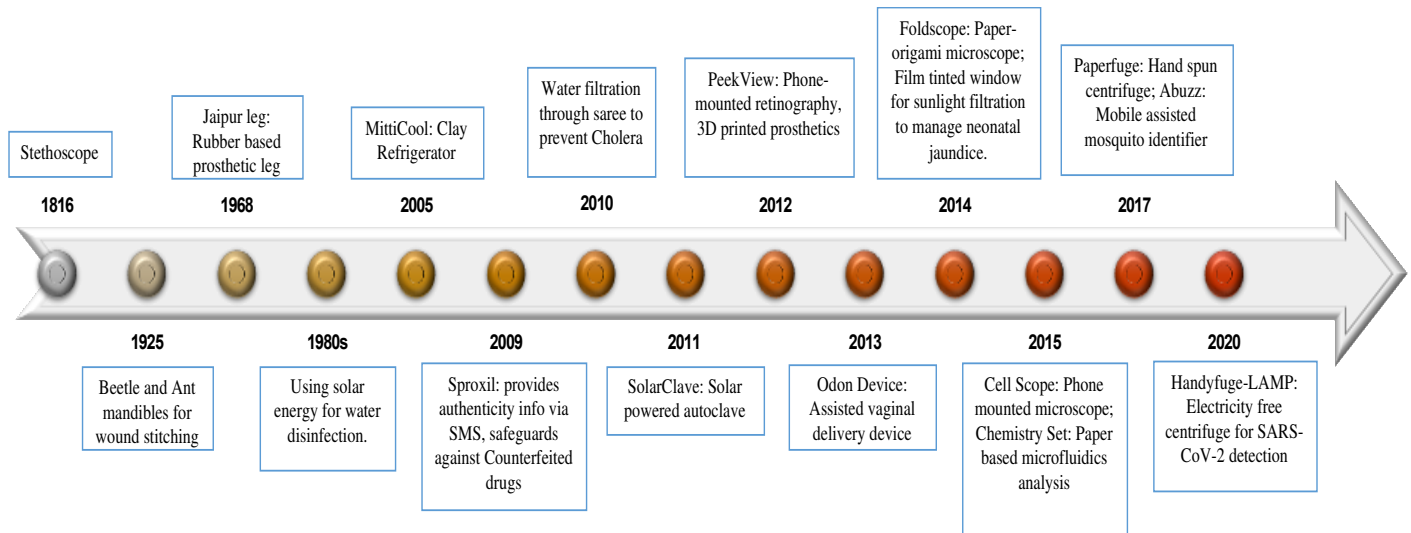 Stethoscope
1816
Beetle and Ant
mandibles for
wound stitching
1925
Jaipur leg:
Rubber based
prosthetic leg
1968
1980s
Using solar
energy for water
disinfection.
MittiCool: Clay
Refrigerator
2005
2009
Sproxil: provides
authenticity info via
SMS, safeguards
against Counterfeited
drugs
Water filtration
through saree to
prevent Cholera
2010
2011
SolarClave: Solar
powered autoclave
PeekView: Phone-
mounted retinography,
3D printed prosthetics
2012
2013
Odon Device:
Assisted vaginal
delivery device
Foldscope: Paper-
origami microscope;
Film tinted window
for sunlight filtration
to manage neonatal
jaundice.
2014
2015
Cell Scope: Phone
mounted microscope;
Chemistry Set: Paper
based microfluidics
analysis
Paperfuge: Hand spun
centrifuge; Abuzz:
Mobile assisted
mosquito identifier
2017
2020
Handyfuge-LAMP:
Electricity free
centrifuge for SARS-
CoV-2 detection